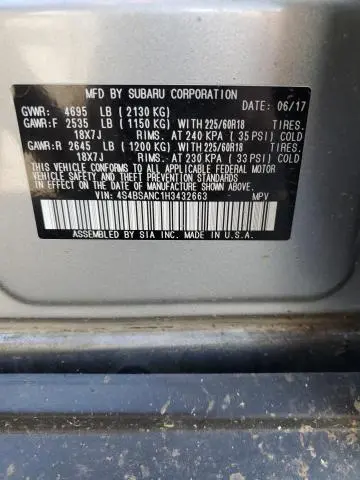 MFD BY SUBARU CORPORATION
DATE: 06/17
GVWR: 4695 LB ( 2130 KG)
GAWR:F 2535 LB ( 1150 KG) WITH 225/60R18 TIRES.
18X7J RIMS. AT 240 KPA ( 35 PSI) COLD
GAWR:R 2645 LB ( 1200 KG) WITH 225/60R18 TIRES.
18X7J RIMS. AT 230 KPA ( 33 PSI) COLD
THIS VEHICLE CONFORMS TO ALL APPLICABLE FEDERAL MOTOR
VEHICLE SAFETY AND THEFT PREVENTION STANDARDS
IN EFFECT ON THE DATE OF MANUFACTURE SHOWN ABOVE.
VIN: 4S4BSANC1H3432663 MPV
ASSEMBLED BY SIA INC. MADE IN U.S.A.